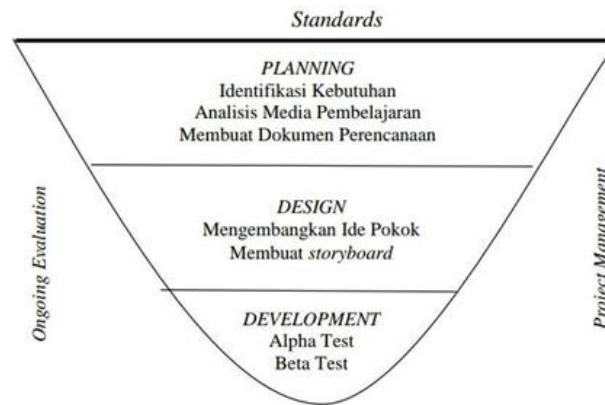 Standards
PLANNING
Identifikasi Kebutuhan
Analisis Media Pembelajaran
Membuat Dokumen Perencanaan
DESIGN
Mengembangkan Ide Pokok
Membuat storyboard
DEVELOPMENT
Alpha Test
Beta Test
Ongoing Evaluation
Project Management